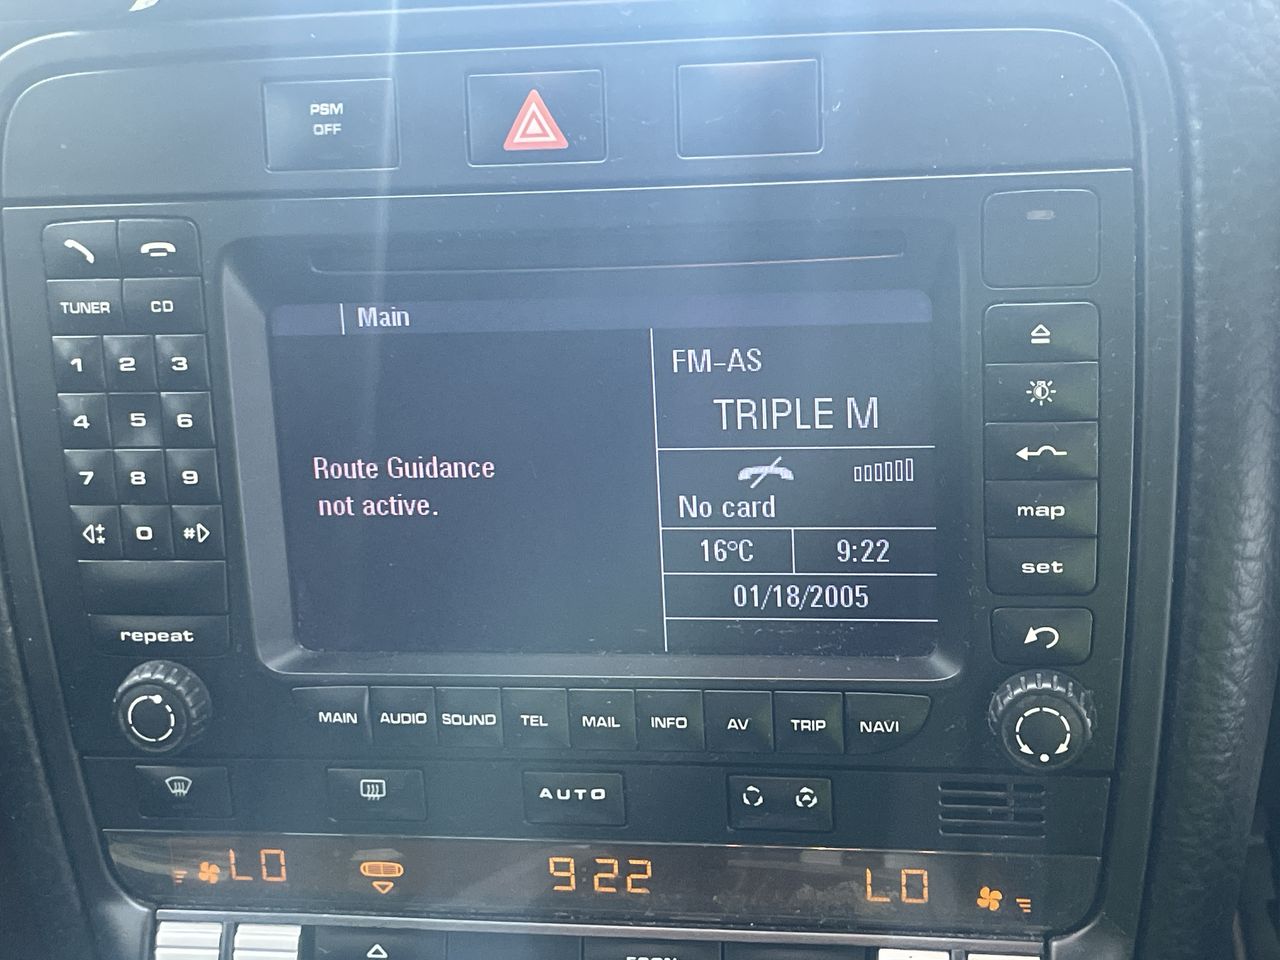 PSM
OFF
TUNER
CD
1
2
3
4
5
6
7
8
9
*
0
#
repeat
Main
Route Guidance
not active.
FM-AS
TRIPLE M
No card
16°C
9:22
01/18/2005
map
set
MAIN
AUDIO
SOUND
TEL
MAIL
INFO
AV
TRIP
NAVI
AUTO
A
LO
9:22
LO